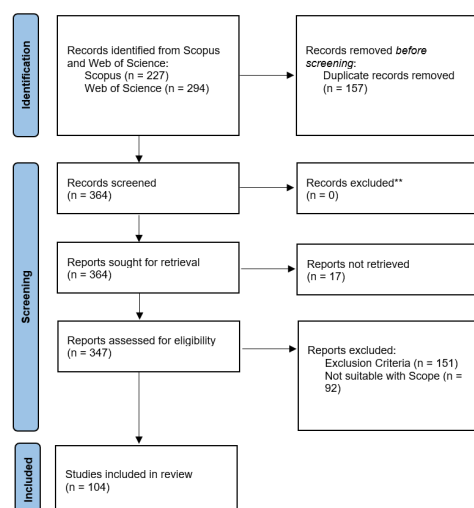 Identification
Records identified from Scopus
and Web of Science:
Scopus (n = 227)
Web of Science (n = 294)
Records removed before
screening:
Duplicate records removed
(n = 157)
Screening
Records screened
(n = 364)
Records excluded**
(n = 0)
Reports sought for retrieval
(n = 364)
Reports not retrieved
(n = 17)
Reports assessed for eligibility
(n = 347)
Reports excluded:
Exclusion Criteria (n = 151)
Not suitable with Scope (n =
92)
Included
Studies included in review
(n = 104)